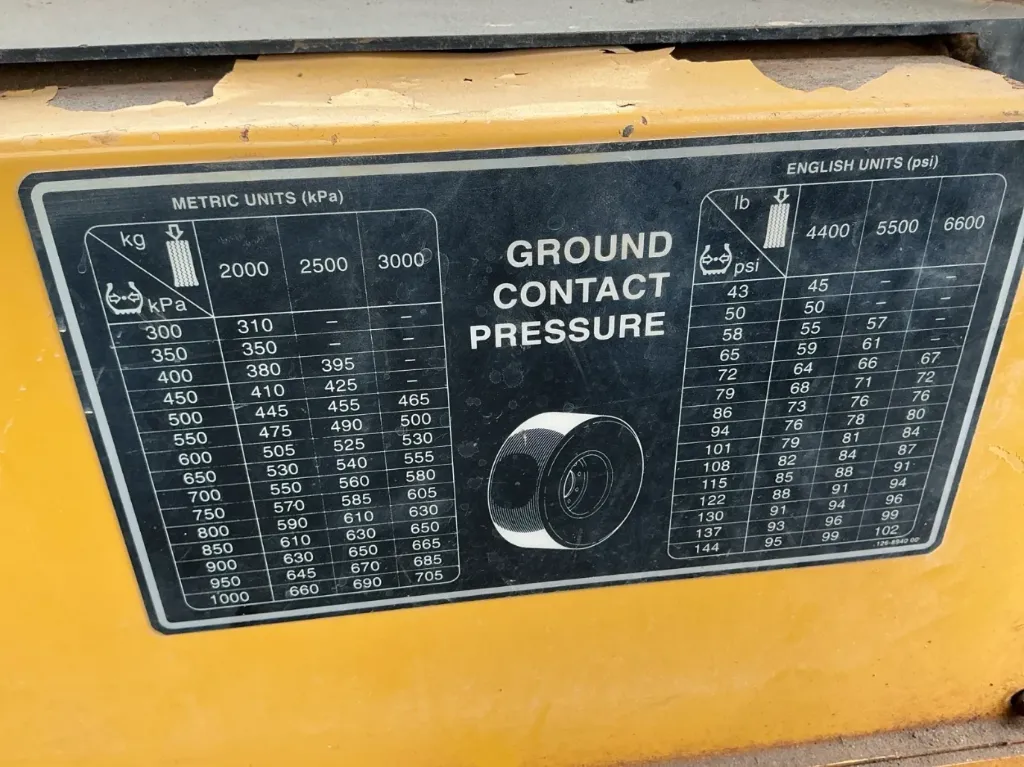 METRIC UNITS (kPa)
kg
kPa
2000 2500 3000
300 310 – –
350 350 – –
400 380 395 –
450 410 425 –
500 445 455 465
550 475 490 500
600 505 525 530
650 530 540 555
700 550 560 580
750 570 585 605
800 590 610 630
850 610 630 650
900 630 650 665
950 645 670 685
1000 660 690 705
GROUND
CONTACT
PRESSURE
ENGLISH UNITS (psi)
lb
psi
4400 5500 6600
43 45 – –
50 50 – –
58 55 57 –
65 59 61 –
72 64 66 67
79 68 71 72
86 73 76 76
94 76 78 80
101 79 81 84
108 82 84 87
115 85 88 91
122 88 91 94
130 91 94 96
137 93 96 99
144 95 99 102